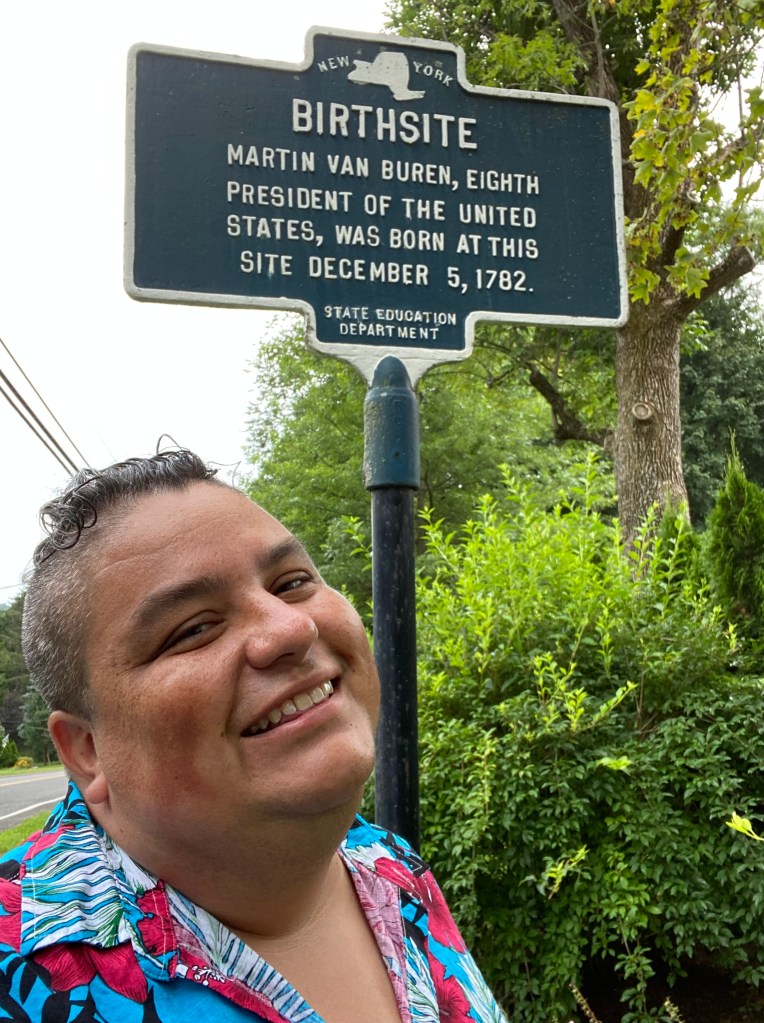 NEW YORK
BIRTHSITE
MARTIN VAN BUREN, EIGHTH
PRESIDENT OF THE UNITED
STATES, WAS BORN AT THIS
SITE DECEMBER 5, 1782.
STATE EDUCATION
DEPARTMENT